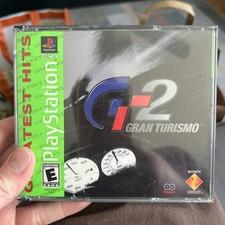 GREATEST HITS
PlayStation
GT2
GRAN TURISMO
E
SONY